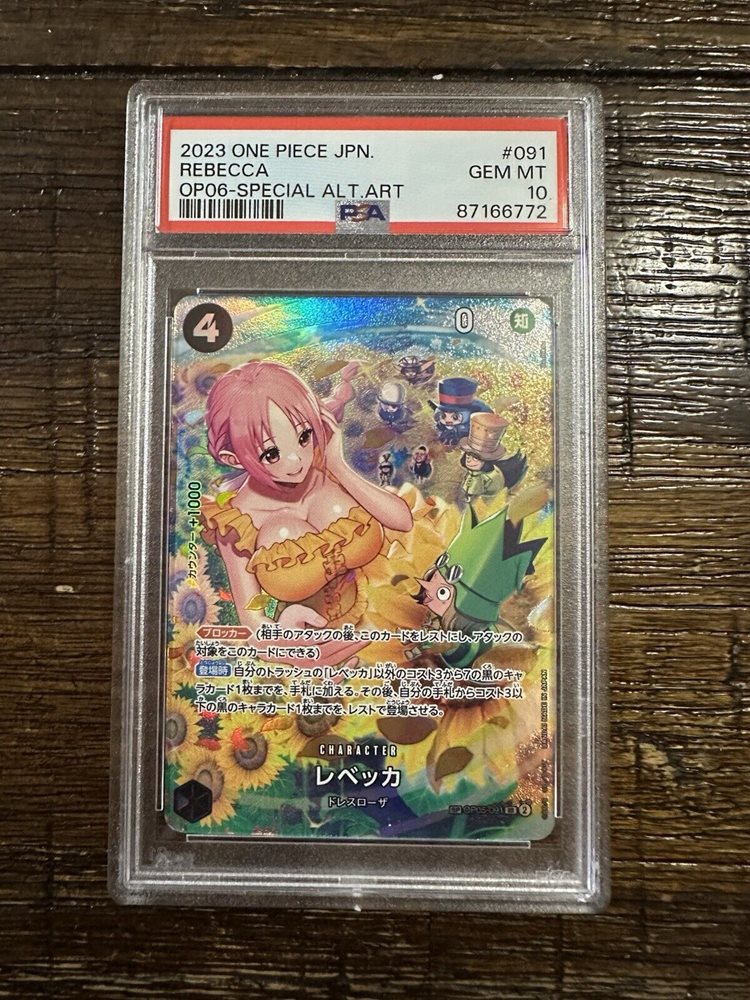 2023 ONE PIECE JPN. #091
REBECCA GEM MT
OP06-SPECIAL ALT.ART 10
PSA 87166772
4 0 知
カウンター +1000
ブロッカー (相手のアタックの後、このカードをレストにし、アタックの
対象をこのカードにできる)
登場時 自分のトラッシュの「レベッカ」以外のコスト3から7の黒のキャ
ラカード1枚までを、手札に加える。その後、自分の手札からコスト3以
下の黒のキャラカード1枚までを、レストで登場させる。
CHARACTER
レベッカ
ドレスローザ
SP OP05-091 2